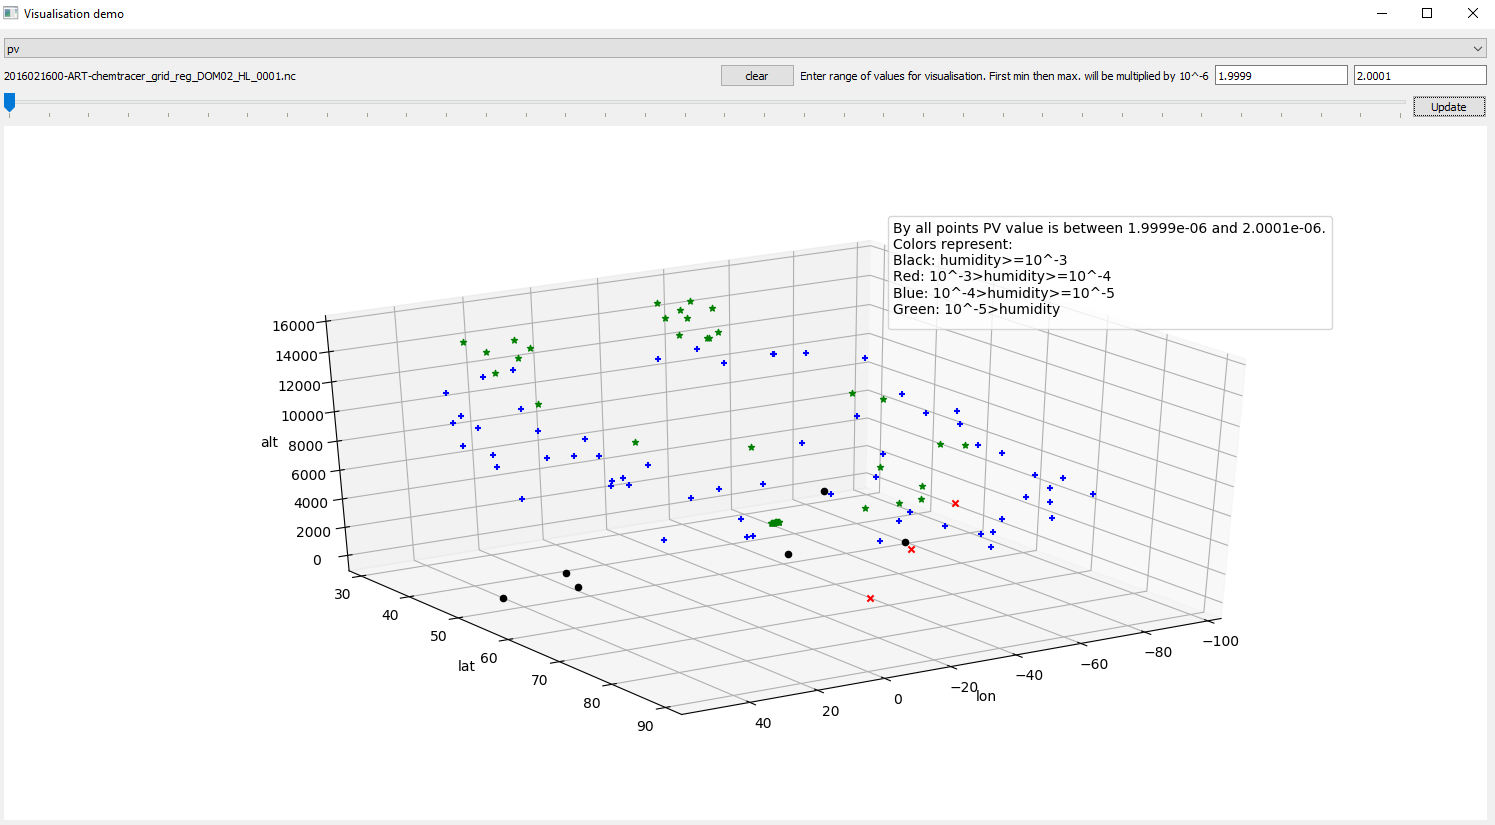 Visualisation demo
pv
2016021600-ART-chemtracer_grid_reg_DOM02_HL_0001.nc
clear
Enter range of values for visualisation. First min then max. will be multiplied by 10^-6
1.9999
2.0001
Update
By all points PV value is between 1.9999e-06 and 2.0001e-06.
Colors represent:
Black: humidity>=10^-3
Red: 10^-3>humidity>=10^-4
Blue: 10^-4>humidity>=10^-5
Green: 10^-5>humidity
16000
14000
12000
10000
8000
6000
4000
2000
0
alt
30
40
50
60
70
80
90
lat
40
20
0
−20
−40
−60
−80
−100
lon